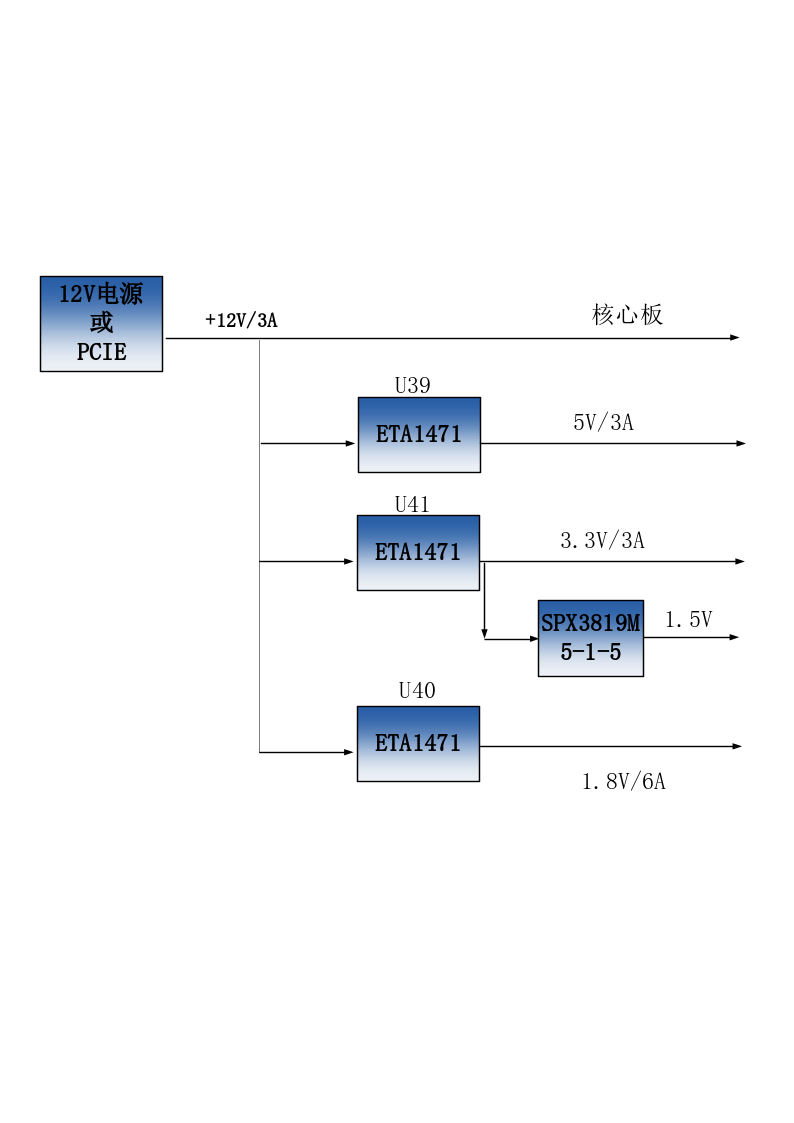 12V电源
或
PCIE
+12V/3A
核心板
U39
ETA1471
5V/3A
U41
ETA1471
3.3V/3A
SPX3819M
5-1-5
1.5V
U40
ETA1471
1.8V/6A